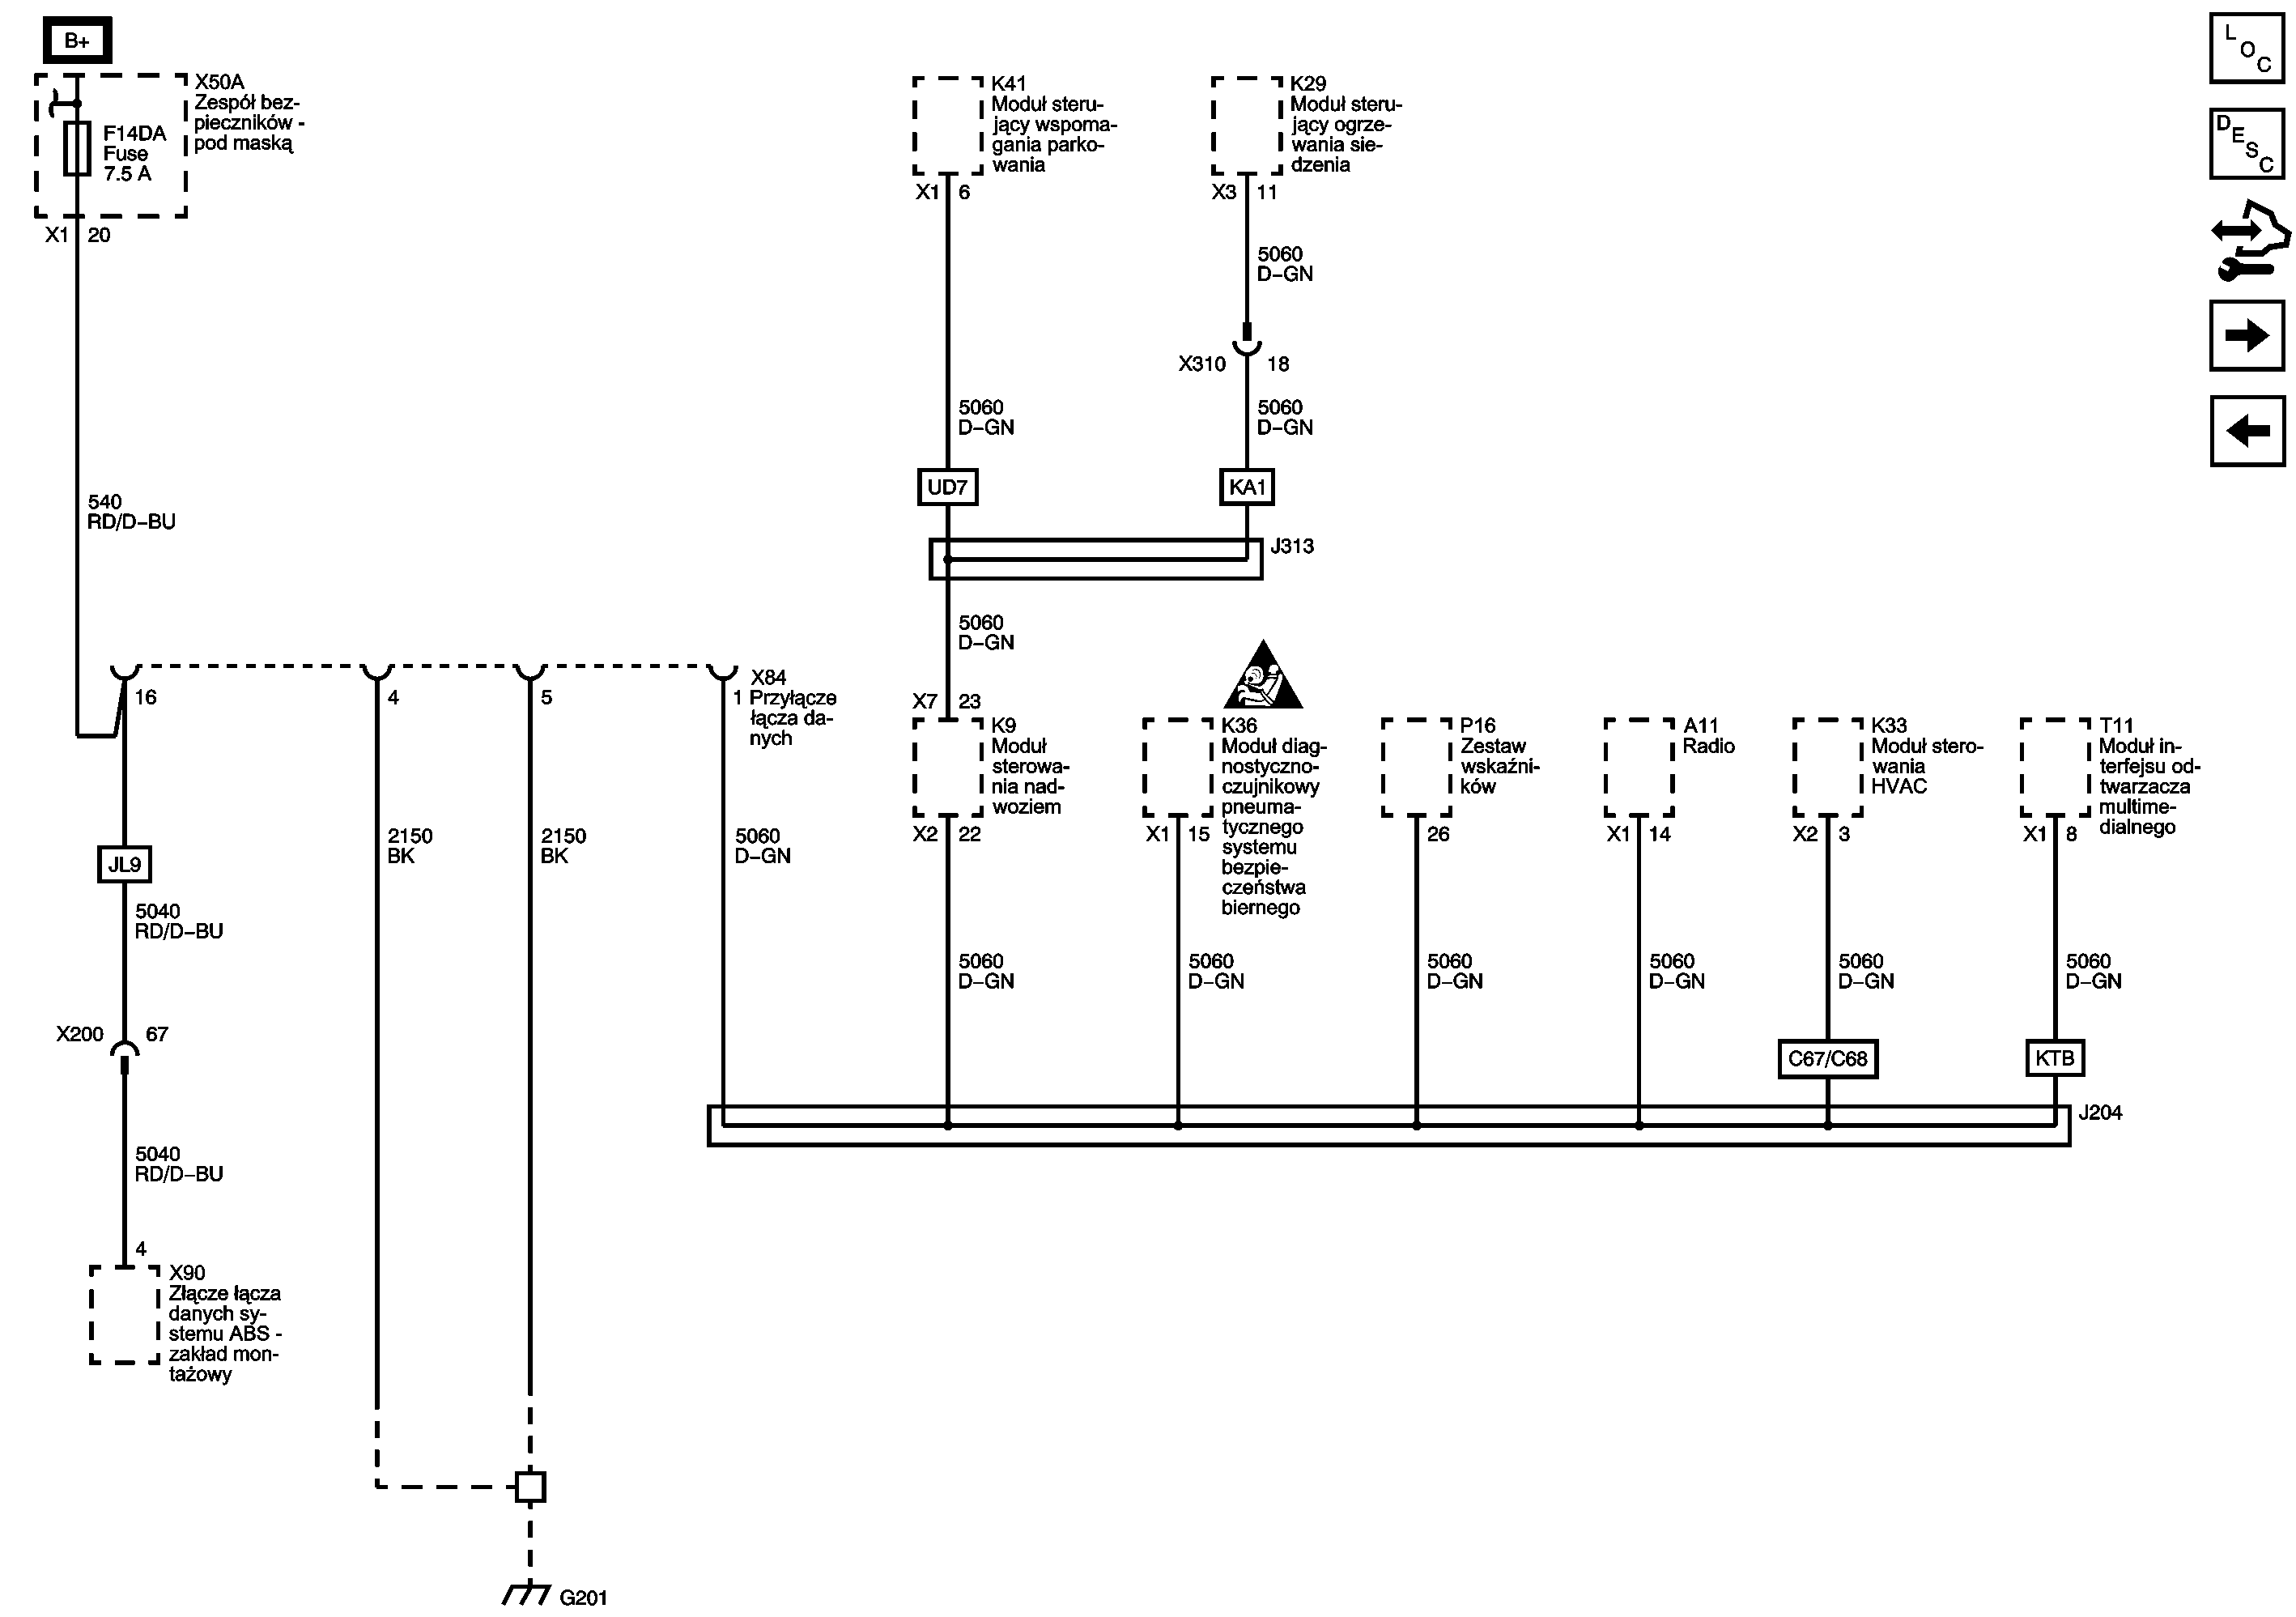 B+
X50A
Zespół bez-
pieczników -
pod maską
F14DA
Fuse
7.5 A
X1 20
540
RD/D-BU
K41
Moduł steru-
jący wspoma-
gania parko-
wania
X1 6
5060
D-GN
UD7
K29
Moduł steru-
jący ogrze-
wania sie-
dzenia
X3 11
5060
D-GN
X310 18
5060
D-GN
KA1
J313
5060
D-GN
L
O
C
D
E
S
C
16
4
5
1
X84
Przyłącze
łącza da-
nych
JL9
5040
RD/D-BU
X200 67
5040
RD/D-BU
4
X90
Złącze łącza
danych sy-
stemu ABS -
zakład mon-
tażowy
2150
BK
2150
BK
5060
D-GN
X7 23
K9
Moduł
sterowa-
nia nad-
woziem
X2 22
5060
D-GN
K36
Moduł diag-
nostyczno-
czujnikowy
pneuma-
tycznego
systemu
bezpie-
czeństwa
biernego
X1 15
5060
D-GN
P16
Zestaw
wskaźni-
ków
26
5060
D-GN
A11
Radio
X1 14
5060
D-GN
K33
Moduł stero-
wania
HVAC
X2 3
5060
D-GN
C67/C68
T11
Moduł in-
terfejsu od-
twarzacza
multime-
dialnego
X1 8
5060
D-GN
KTB
J204
G201